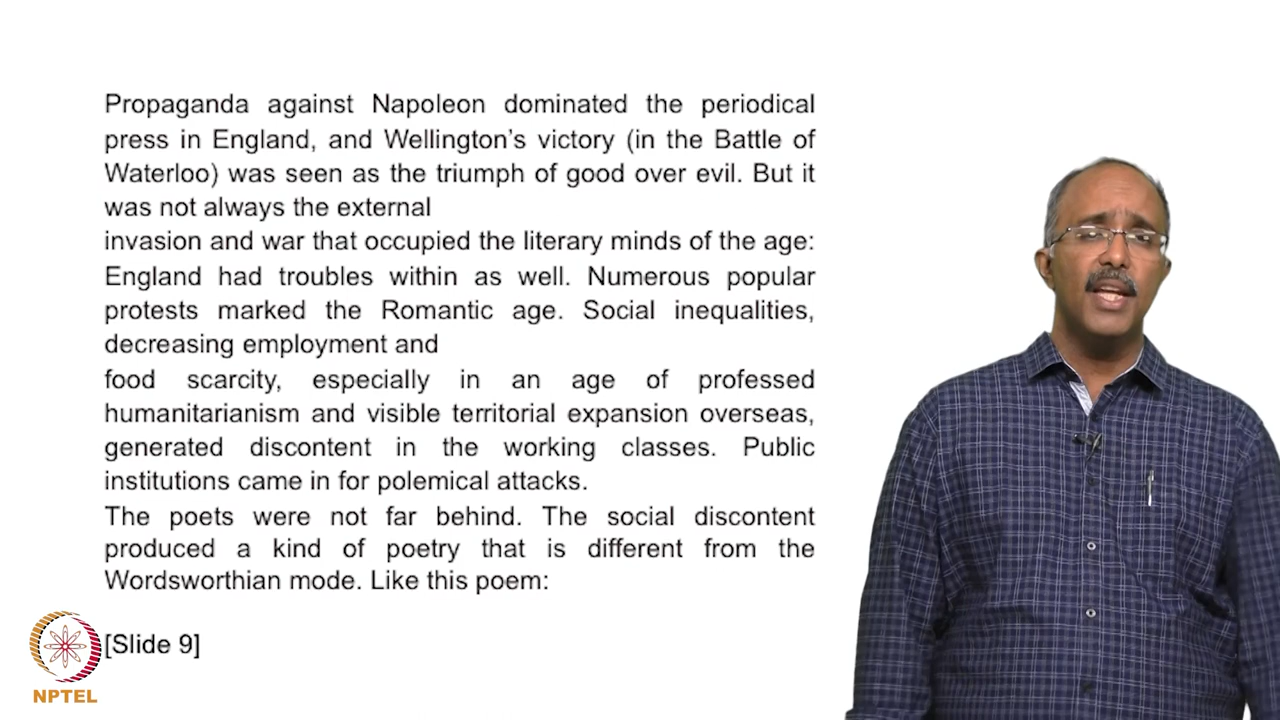 Propaganda against Napoleon dominated the periodical
press in England, and Wellington's victory (in the Battle of
Waterloo) was seen as the triumph of good over evil. But it
was not always the external
invasion and war that occupied the literary minds of the age:
England had troubles within as well. Numerous popular
protests marked the Romantic age. Social inequalities,
decreasing employment and
food scarcity, especially in an age of professed
humanitarianism and visible territorial expansion overseas,
generated discontent in the working classes. Public
institutions came in for polemical attacks.
The poets were not far behind. The social discontent
produced a kind of poetry that is different from the
Wordsworthian mode. Like this poem:
[Slide 9]
NPTEL